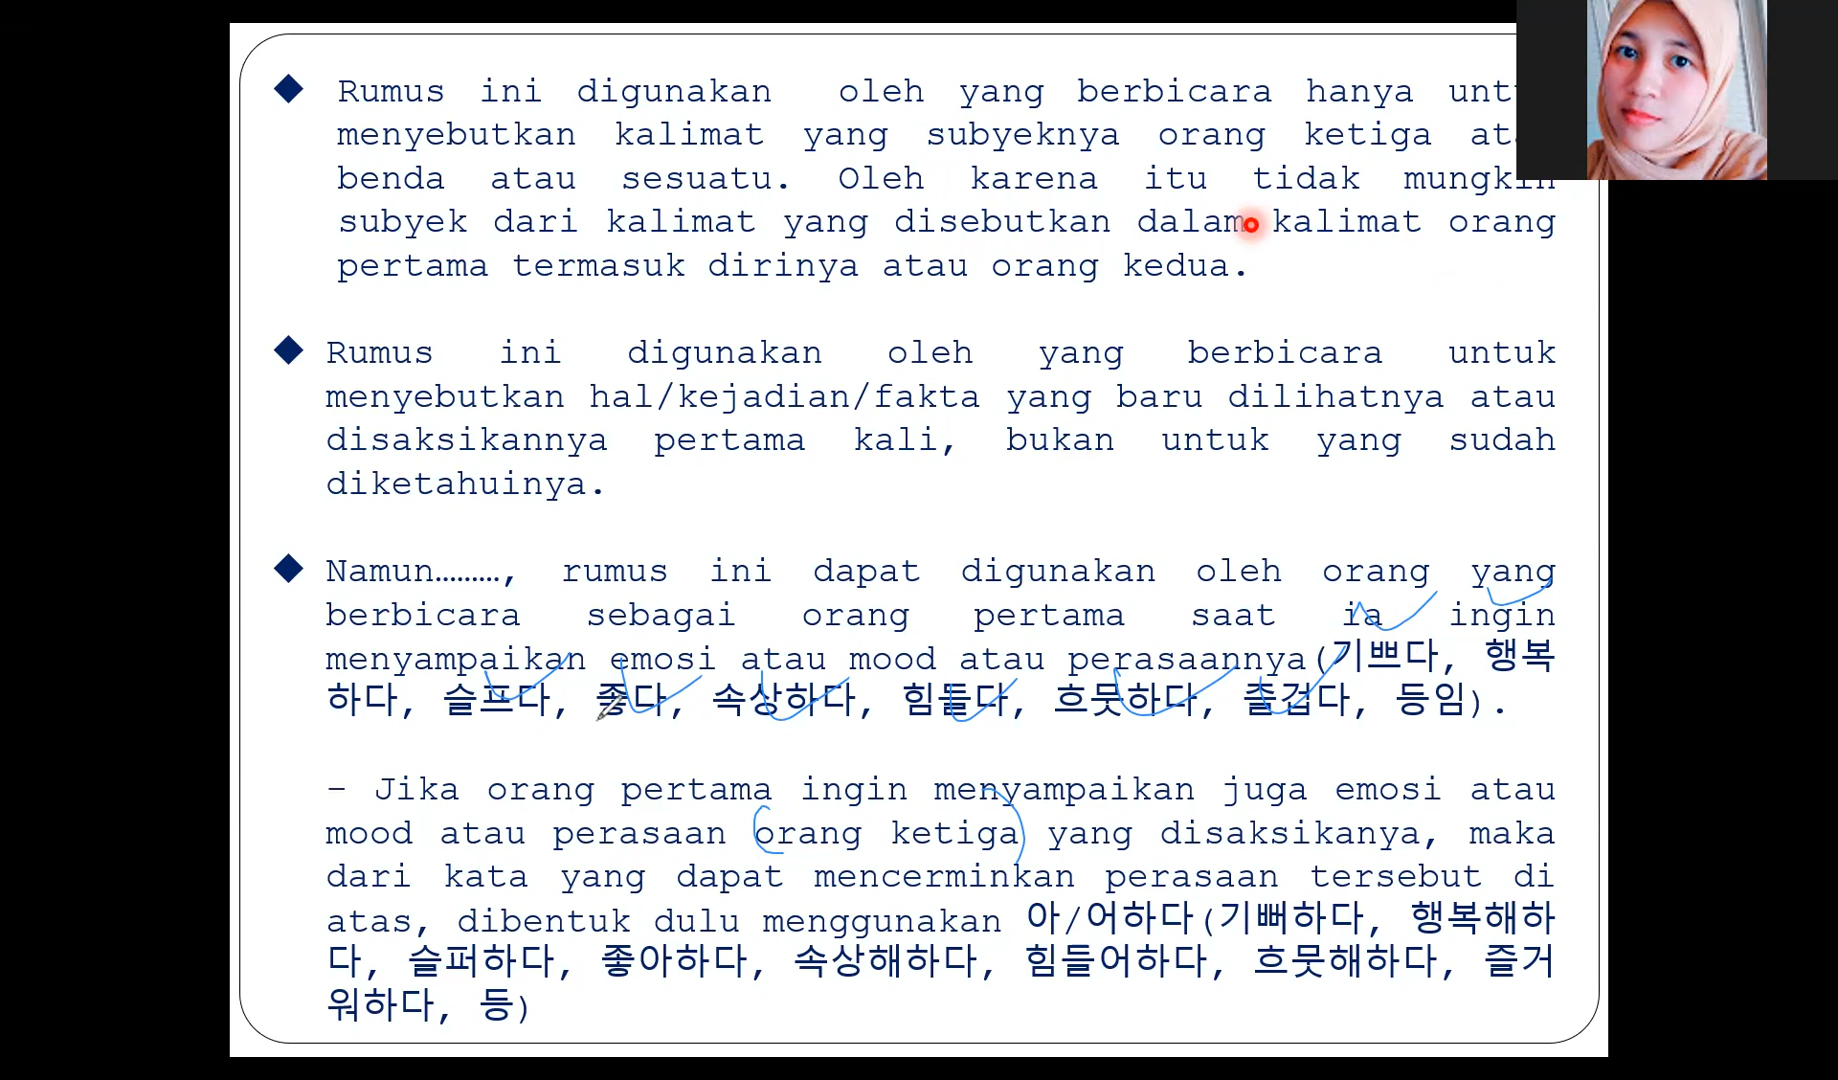 Rumus ini digunakan oleh yang berbicara hanya
menyebutkan kalimat yang subyeknya orang ketiga
benda atau sesuatu. Oleh karena itu tidak mungkin
subyek dari kalimat yang disebutkan dalam kalimat orang
pertama termasuk dirinya atau orang kedua.
Rumus ini digunakan oleh yang berbicara untuk
menyebutkan hal/kejadian/fakta yang baru dilihatnya atau
disaksikannya pertama kali, bukan untuk yang sudah
diketahuinya.
Namun………, rumus ini dapat digunakan oleh orang yang
berbicara sebagai orang pertama saat ia ingin
menyampaikan emosi atau mood atau perasaannya(기쁘다, 행복
하다, 슬프다, 좋다, 속상하다, 힘들다, 흐뭇하다, 즐겁다, 등임).
– Jika orang pertama ingin menyampaikan juga emosi atau
mood atau perasaan orang ketiga yang disaksikanya, maka
dari kata yang dapat mencerminkan perasaan tersebut di
atas, dibentuk dulu menggunakan 아/어하다(기뻐하다, 행복해하
다, 슬퍼하다, 좋아하다, 속상해하다, 힘들어하다, 흐뭇해하다, 즐거
워하다, 등)